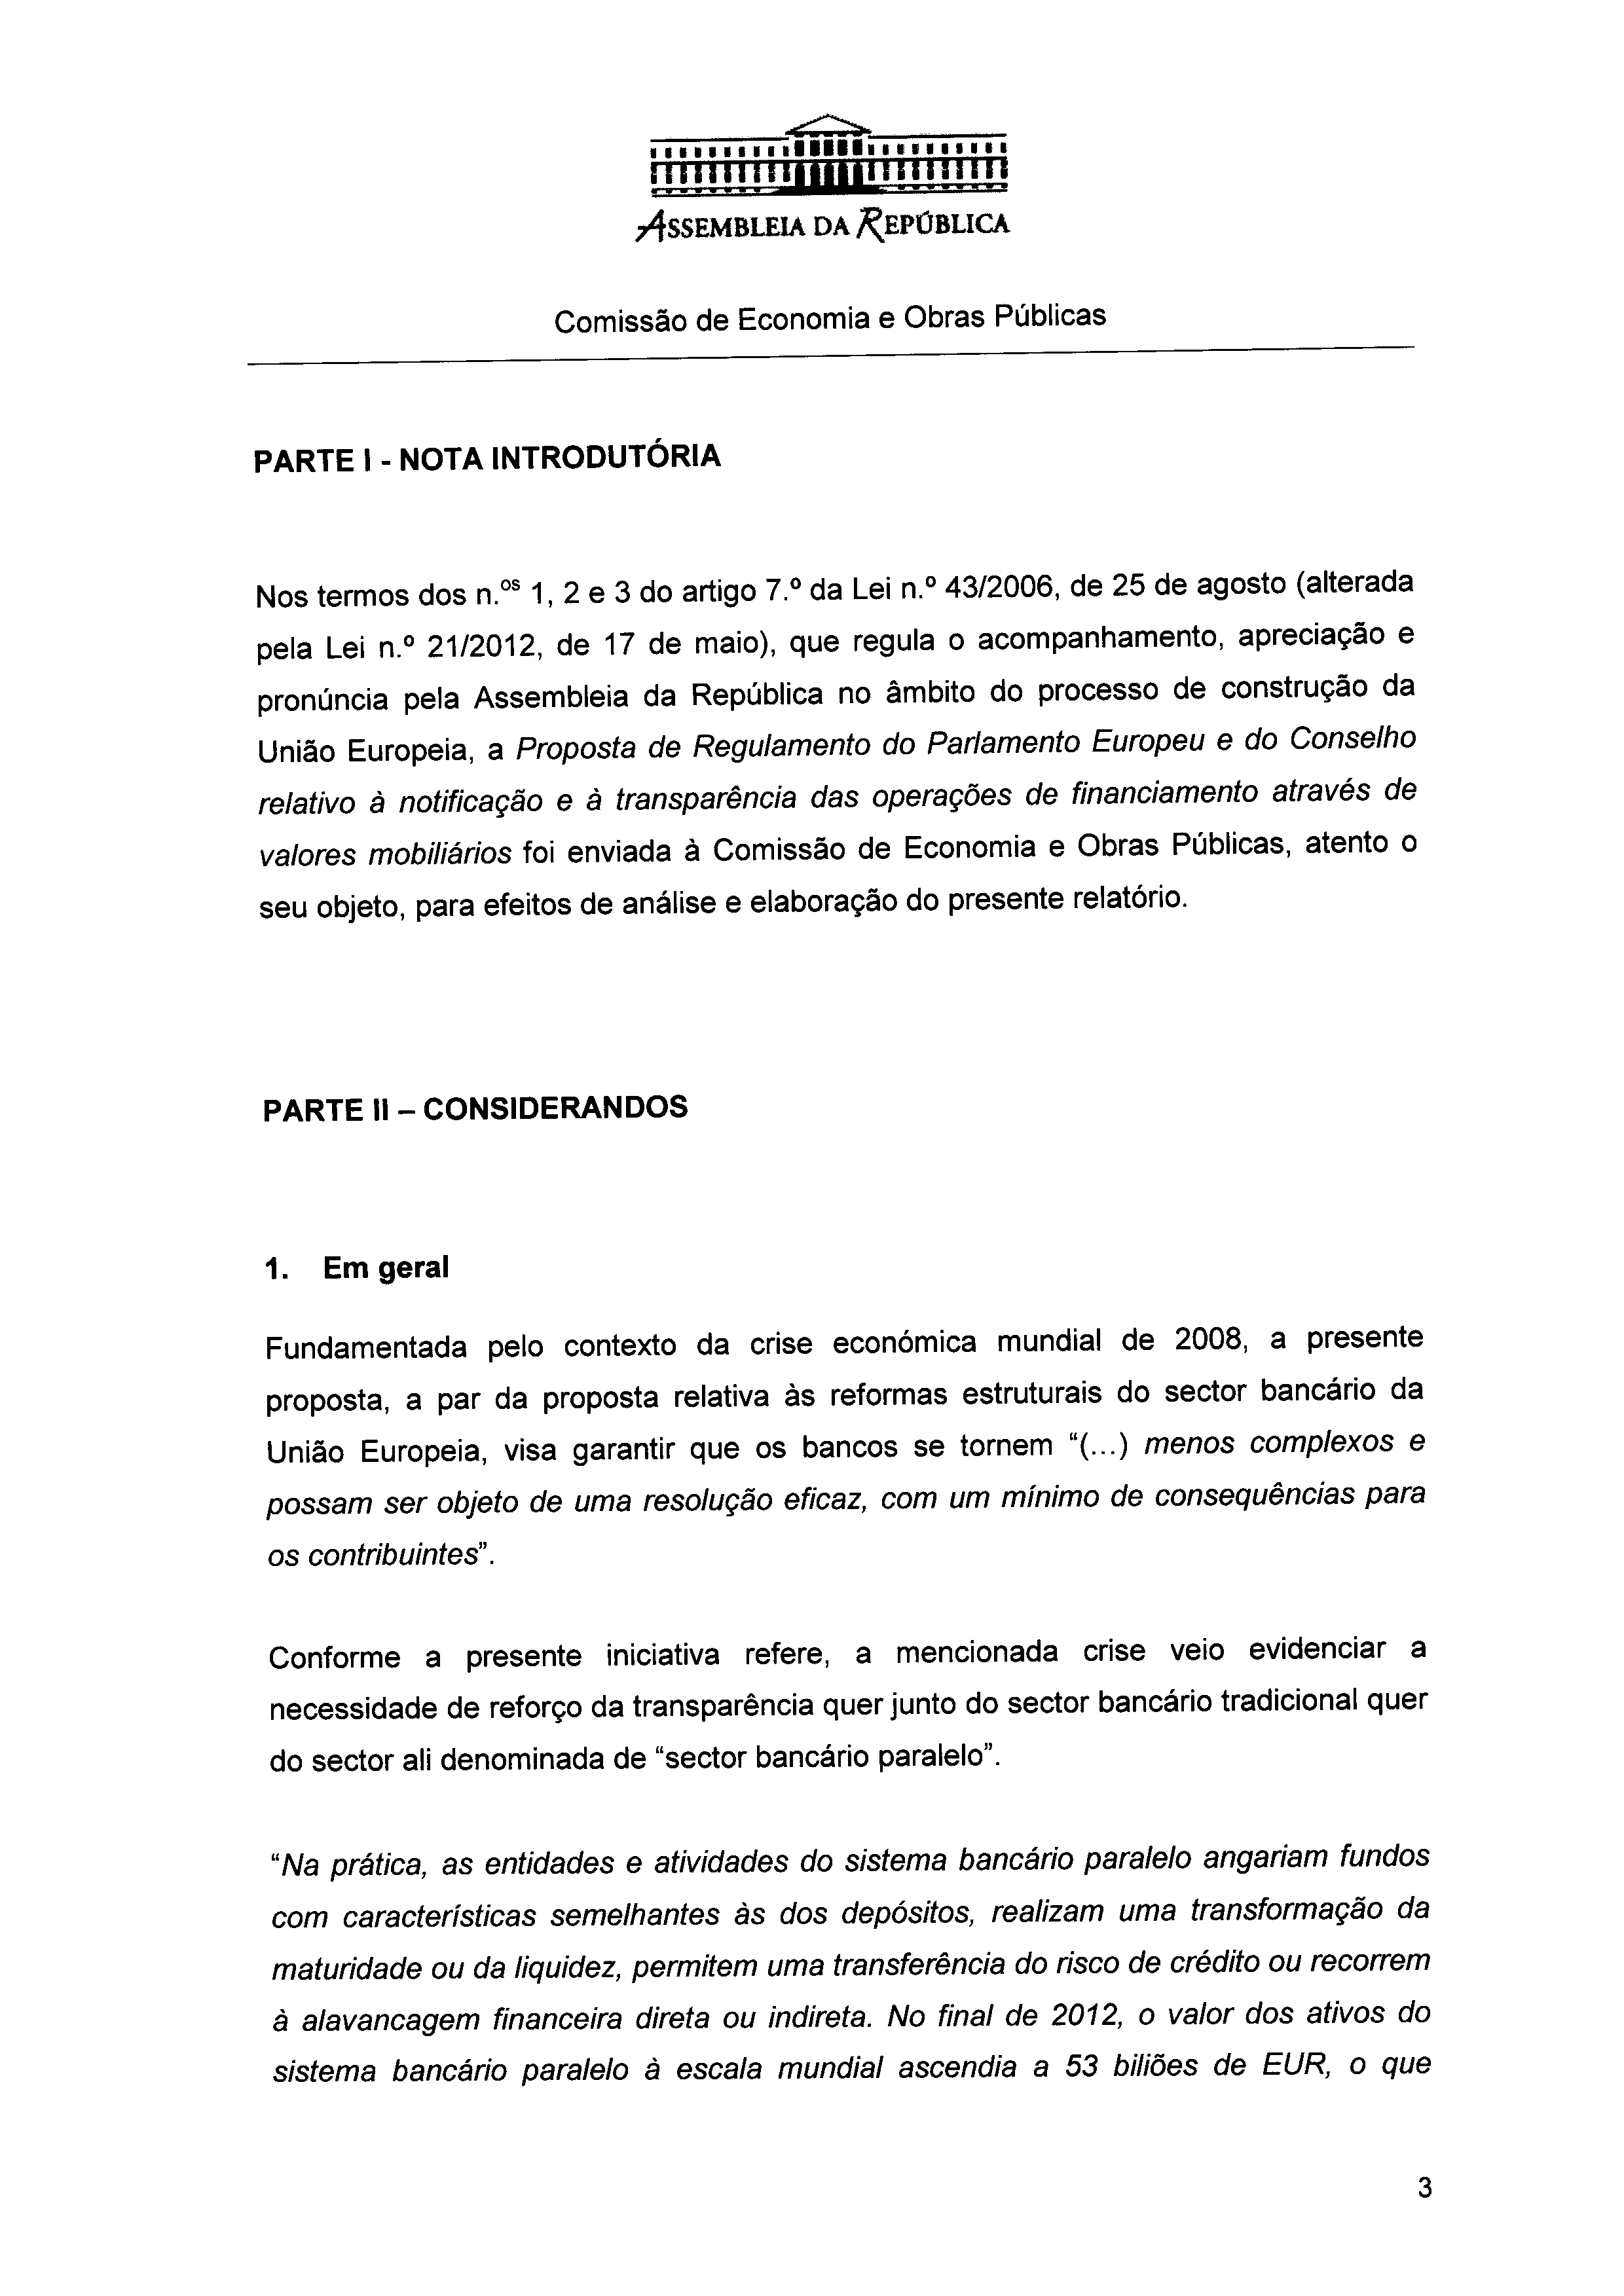 ASSEMBLEIA DA REPÚBLICA
Comissão de Economia e Obras Públicas
PARTE I - NOTA INTRODUTÓRIA
Nos termos dos n.ºs 1, 2 e 3 do artigo 7.º da Lei n.º 43/2006, de 25 de agosto (alterada
pela Lei n.º 21/2012, de 17 de maio), que regula o acompanhamento, apreciação e
pronúncia pela Assembleia da República no âmbito do processo de construção da
União Europeia, a Proposta de Regulamento do Parlamento Europeu e do Conselho
relativo à notificação e à transparência das operações de financiamento através de
valores mobiliários foi enviada à Comissão de Economia e Obras Públicas, atento o
seu objeto, para efeitos de análise e elaboração do presente relatório.
PARTE II – CONSIDERANDOS
1. Em geral
Fundamentada pelo contexto da crise económica mundial de 2008, a presente
proposta, a par da proposta relativa às reformas estruturais do sector bancário da
União Europeia, visa garantir que os bancos se tornem “(...) menos complexos e
possam ser objeto de uma resolução eficaz, com um mínimo de consequências para
os contribuintes”.
Conforme a presente iniciativa refere, a mencionada crise veio evidenciar a
necessidade de reforço da transparência quer junto do sector bancário tradicional quer
do sector ali denominada de “sector bancário paralelo”.
“Na prática, as entidades e atividades do sistema bancário paralelo angariam fundos
com características semelhantes às dos depósitos, realizam uma transformação da
maturidade ou da liquidez, permitem uma transferência do risco de crédito ou recorrem
à alavancagem financeira direta ou indireta. No final de 2012, o valor dos ativos do
sistema bancário paralelo à escala mundial ascendia a 53 biliões de EUR, o que
3